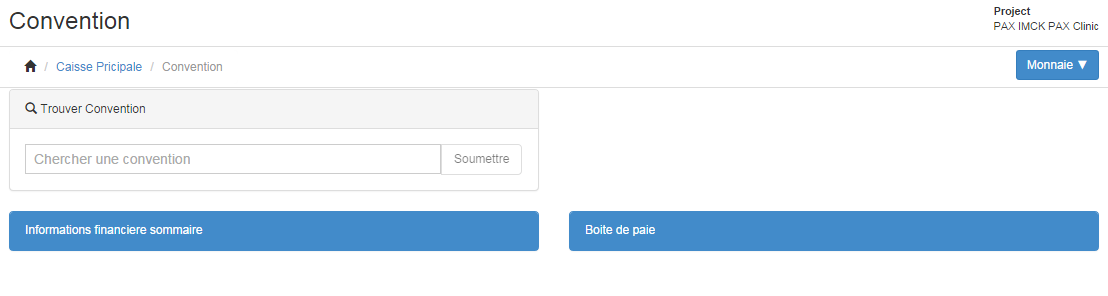 Convention
Project
PAX IMCK PAX Clinic
/ Caisse Pricipale / Convention
Monnaie ▼
Trouver Convention
Chercher une convention
Soumettre
Informations financiere sommaire
Boite de paie